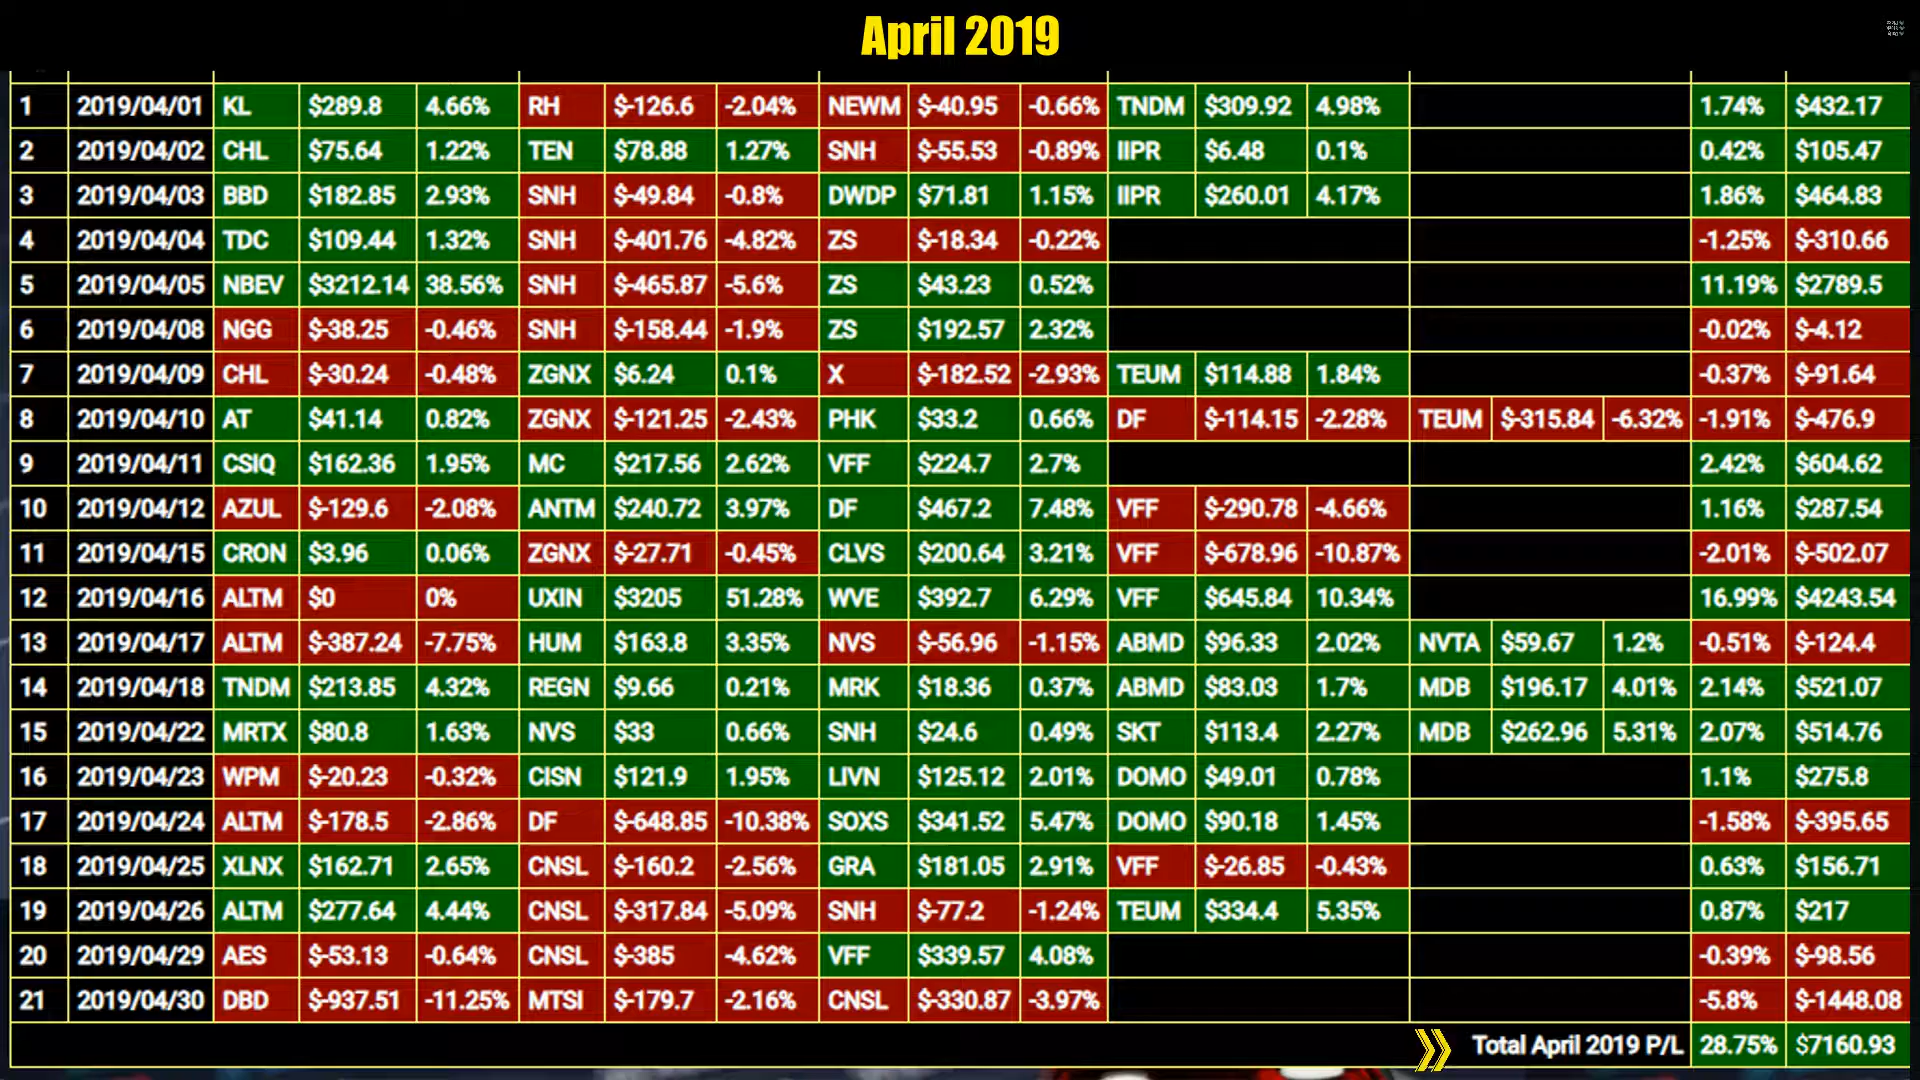 April 2019
1 2019/04/01 KL $289.8 4.66% RH $-126.6 -2.04% NEWM $-40.95 -0.66% TNDM $309.92 4.98% 1.74% $432.17
2 2019/04/02 CHL $75.64 1.22% TEN $78.88 1.27% SNH $-55.53 -0.89% IIPR $6.48 0.1% 0.42% $105.47
3 2019/04/03 BBD $182.85 2.93% SNH $-49.84 -0.8% DWDP $71.81 1.15% IIPR $260.01 4.17% 1.86% $464.83
4 2019/04/04 TDC $109.44 1.32% SNH $-401.76 -4.82% ZS $-18.34 -0.22% -1.25% $-310.66
5 2019/04/05 NBEV $3212.14 38.56% SNH $-465.87 -5.6% ZS $43.23 0.52% 11.19% $2789.5
6 2019/04/08 NGG $-38.25 -0.46% SNH $-158.44 -1.9% ZS $192.57 2.32% -0.02% $-4.12
7 2019/04/09 CHL $-30.24 -0.48% ZGNX $6.24 0.1% X $-182.52 -2.93% TEUM $114.88 1.84% -0.37% $-91.64
8 2019/04/10 AT $41.14 0.82% ZGNX $-121.25 -2.43% PHK $33.2 0.66% DF $-114.15 -2.28% TEUM $-315.84 -6.32% -1.91% $-476.9
9 2019/04/11 CSIQ $162.36 1.95% MC $217.56 2.62% VFF $224.7 2.7% 2.42% $604.62
10 2019/04/12 AZUL $-129.6 -2.08% ANTM $240.72 3.97% DF $467.2 7.48% VFF $-290.78 -4.66% 1.16% $287.54
11 2019/04/15 CRON $3.96 0.06% ZGNX $-27.71 -0.45% CLVS $200.64 3.21% VFF $-678.96 -10.87% -2.01% $-502.07
12 2019/04/16 ALTM $0 0% UXIN $3205 51.28% WVE $392.7 6.29% VFF $645.84 10.34% 16.99% $4243.54
13 2019/04/17 ALTM $-387.24 -7.75% HUM $163.8 3.35% NVS $-56.96 -1.15% ABMD $96.33 2.02% NVTA $59.67 1.2% -0.51% $-124.4
14 2019/04/18 TNDM $213.85 4.32% REGN $9.66 0.21% MRK $18.36 0.37% ABMD $83.03 1.7% MDB $196.17 4.01% 2.14% $521.07
15 2019/04/22 MRTX $80.8 1.63% NVS $33 0.66% SNH $24.6 0.49% SKT $113.4 2.27% MDB $262.96 5.31% 2.07% $514.76
16 2019/04/23 WPM $-20.23 -0.32% CISN $121.9 1.95% LIVN $125.12 2.01% DOMO $49.01 0.78% 1.1% $275.8
17 2019/04/24 ALTM $-178.5 -2.86% DF $-648.85 -10.38% SOXS $341.52 5.47% DOMO $90.18 1.45% -1.58% $-395.65
18 2019/04/25 XLNX $162.71 2.65% CNSL $-160.2 -2.56% GRA $181.05 2.91% VFF $-26.85 -0.43% 0.63% $156.71
19 2019/04/26 ALTM $277.64 4.44% CNSL $-317.84 -5.09% SNH $-77.2 -1.24% TEUM $334.4 5.35% 0.87% $217
20 2019/04/29 AES $-53.13 -0.64% CNSL $-385 -4.62% VFF $339.57 4.08% -0.39% $-98.56
21 2019/04/30 DBD $-937.51 -11.25% MTSI $-179.7 -2.16% CNSL $-330.87 -3.97% -5.8% $-1448.08
Total April 2019 P/L 28.75% $7160.93